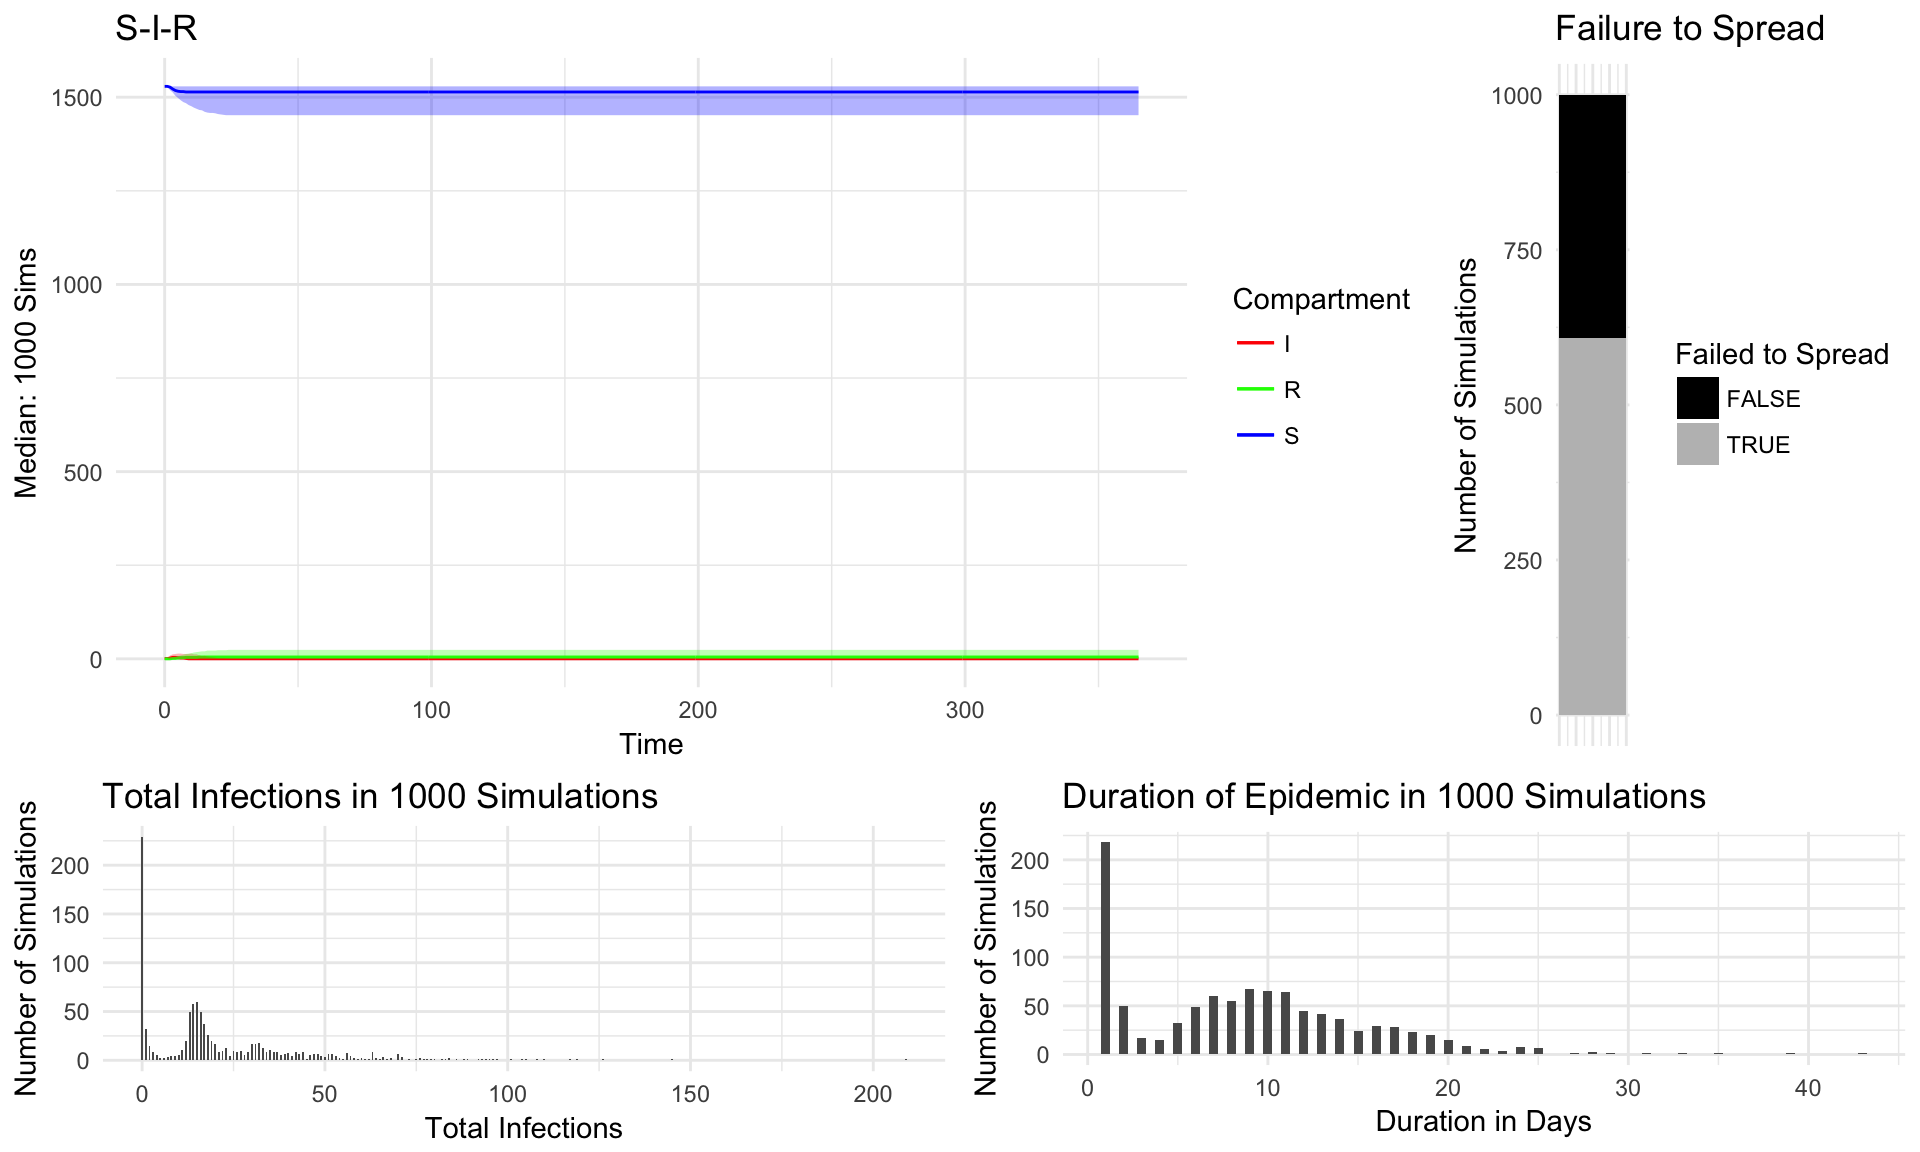 S-I-R
Median: 1000 Sims
1500
1000
500
0
0
100
200
300
Time
Compartment
I
R
S
Failure to Spread
Number of Simulations
1000
750
500
250
0
Failed to Spread
FALSE
TRUE
Total Infections in 1000 Simulations
Number of Simulations
200
150
100
50
0
0
50
100
150
200
Total Infections
Duration of Epidemic in 1000 Simulations
Number of Simulations
200
150
100
50
0
0
10
20
30
40
Duration in Days